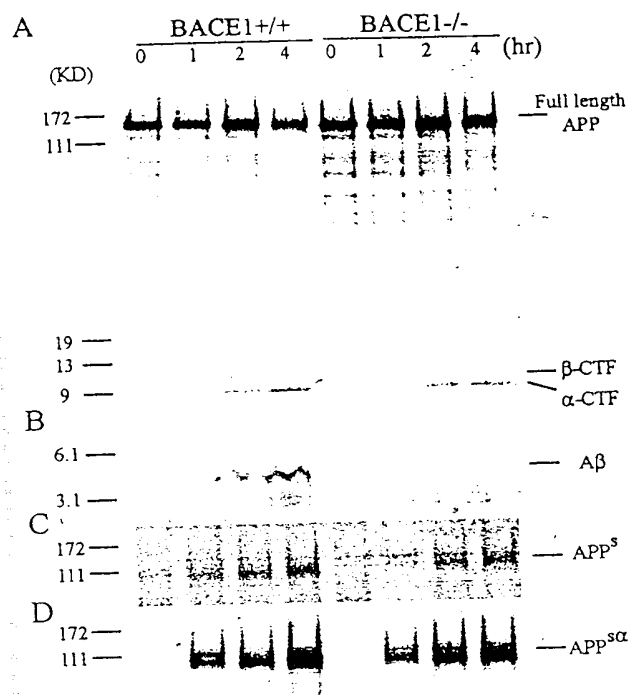 A
BACE1+/+ BACE1-/-
0 1 2 4 0 1 2 4 (hr)
(KD)
172
Full length
APP
111
19
13
β-CTF
9
α-CTF
B
6.1
Aβ
3.1
C
172
APPˢ
111
D
172
APPˢᵅ
111